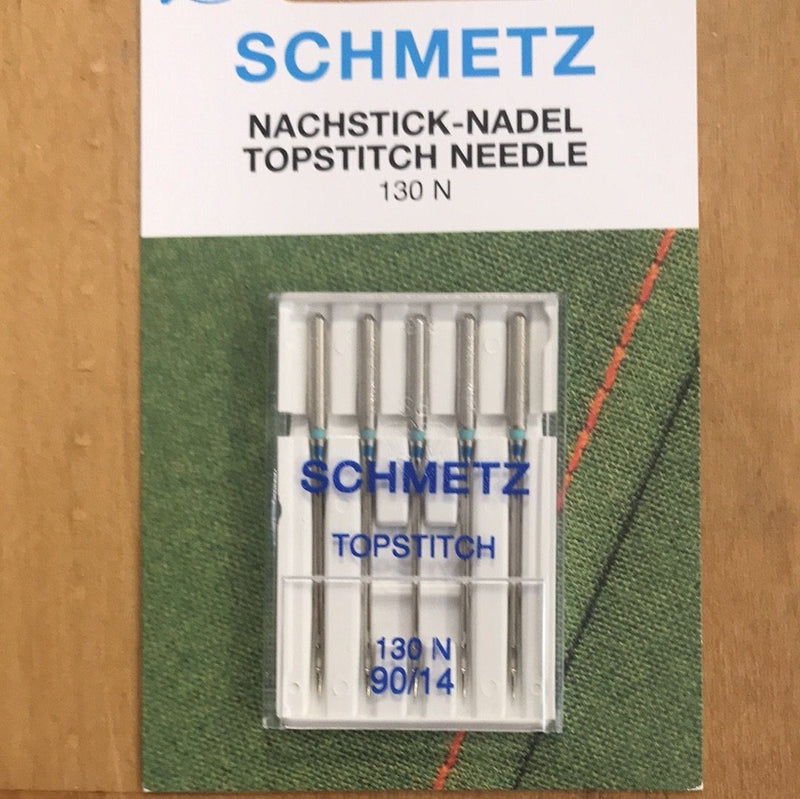 SCHMETZ
NACHSTICK-NADEL
TOPSTITCH NEEDLE
130 N
SCHMETZ
TOPSTITCH
130 N
90/14